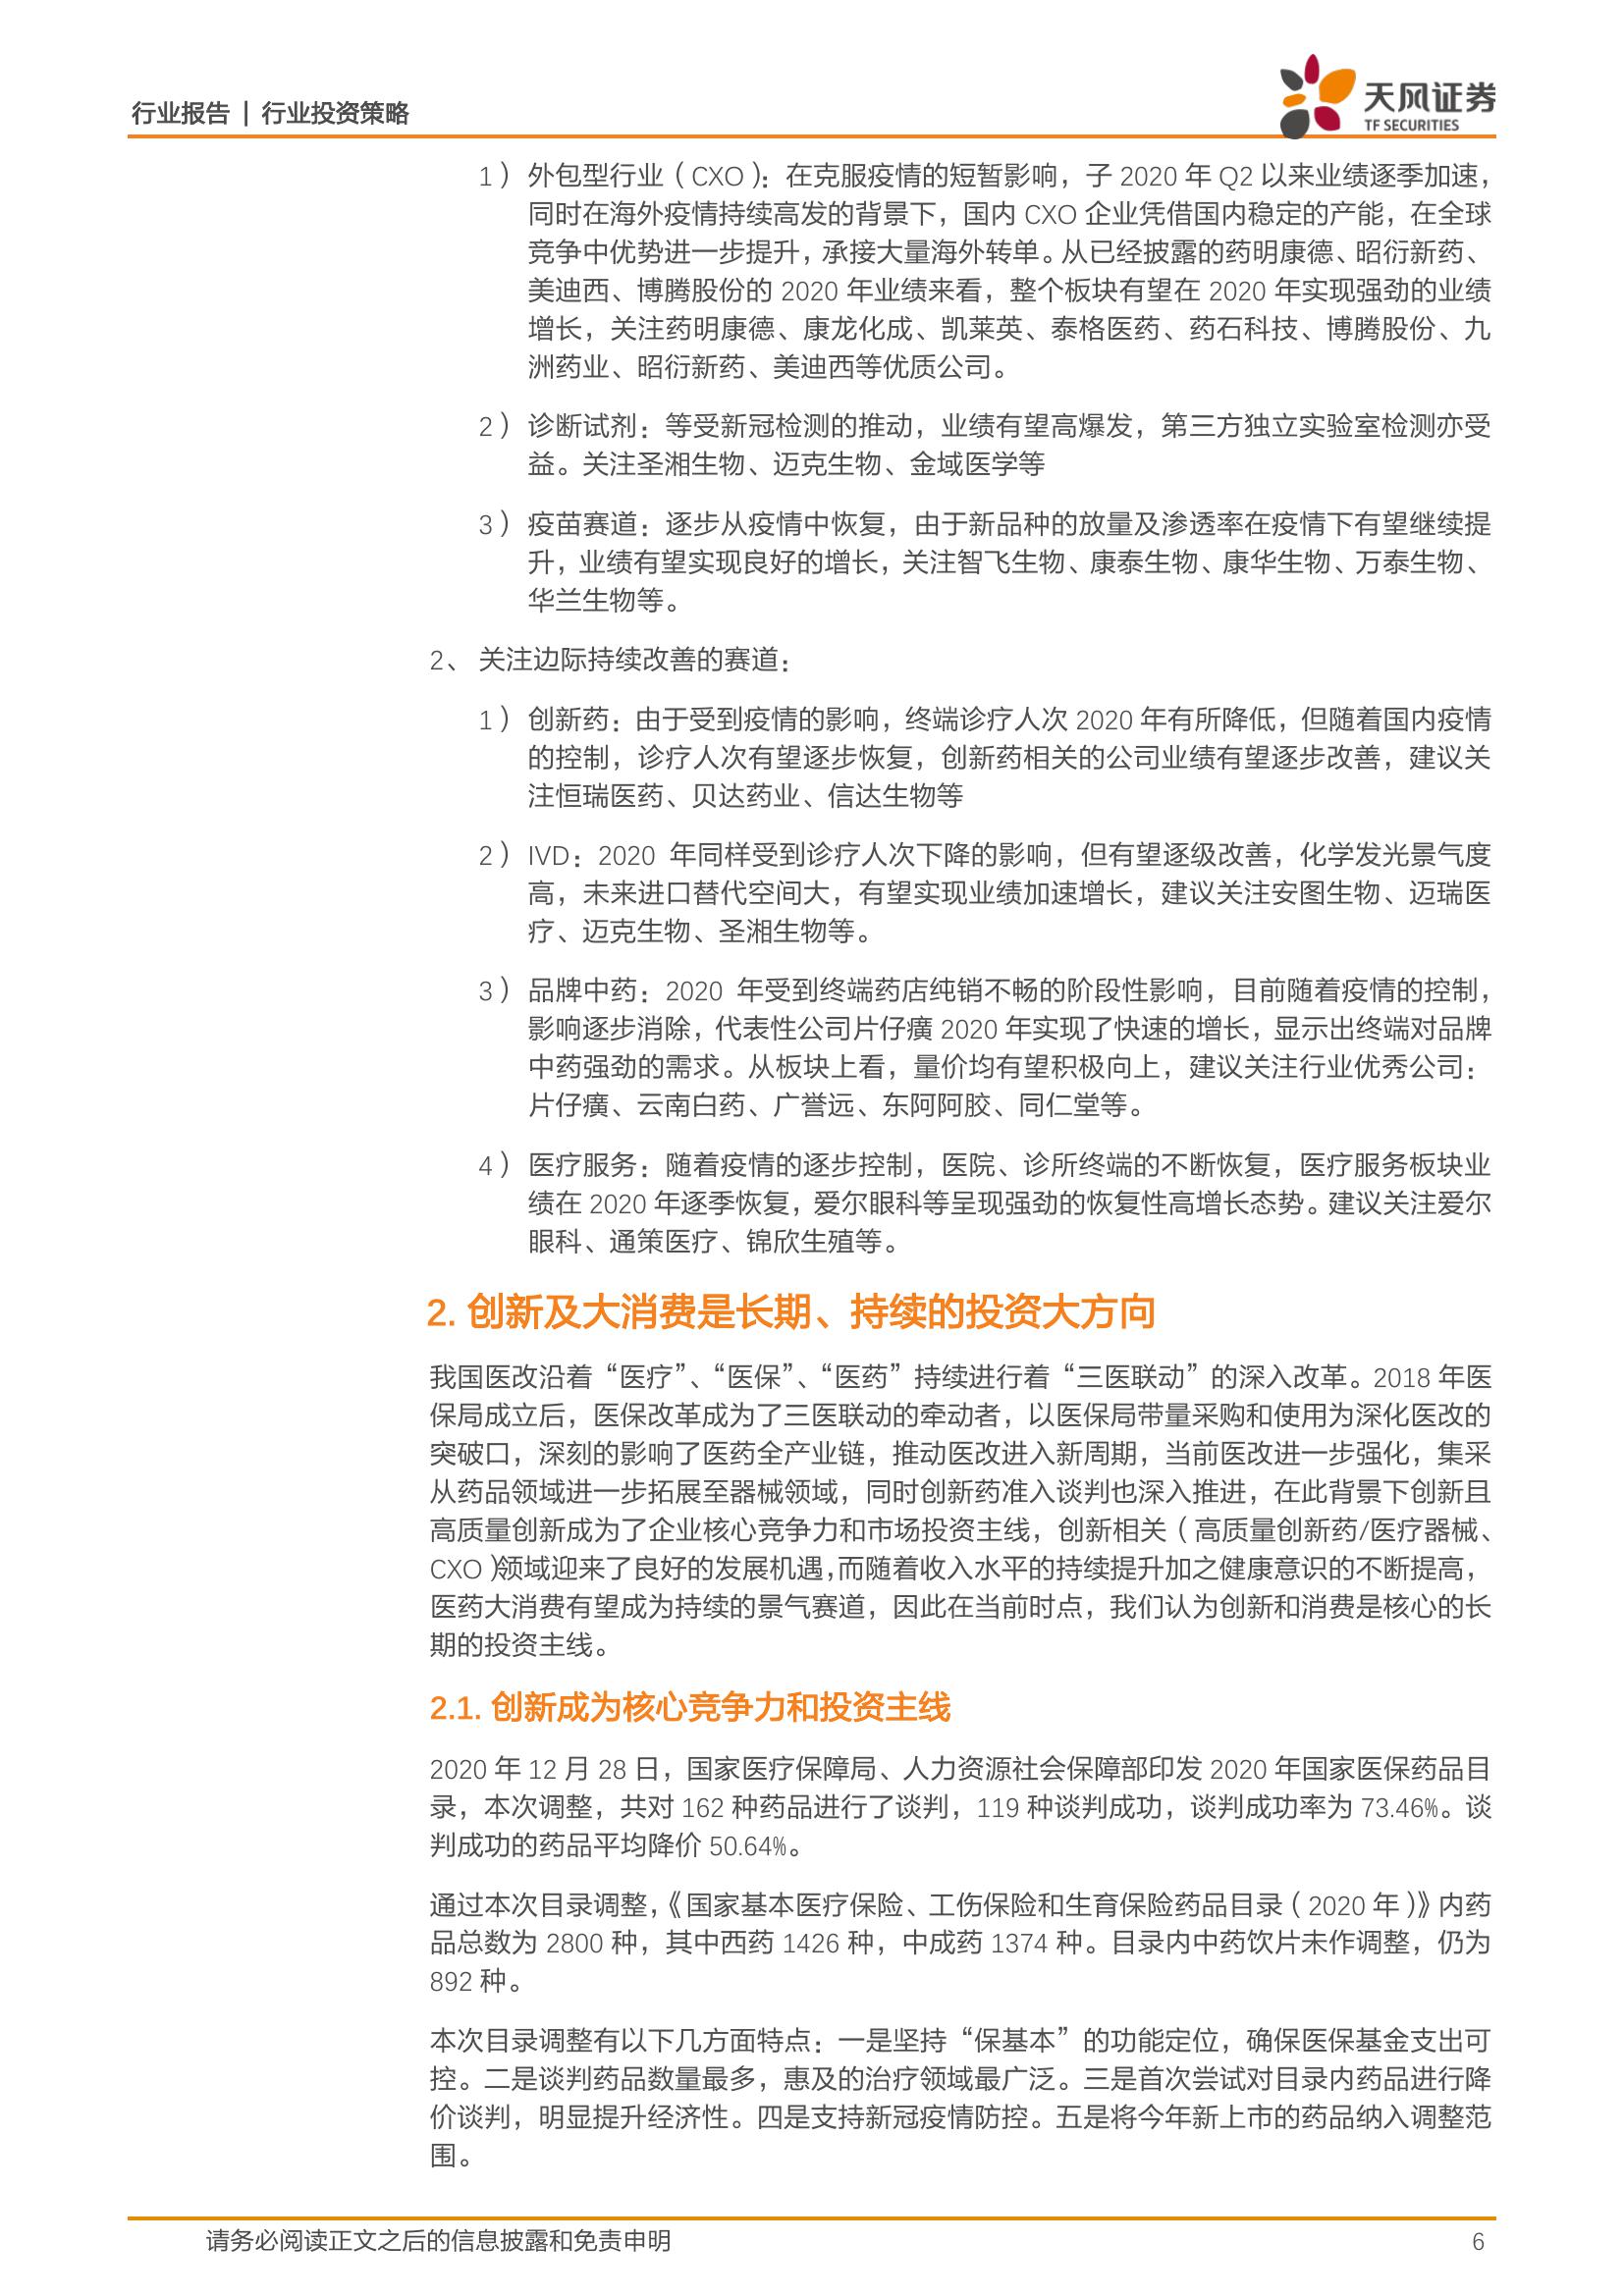 行业报告 | 行业投资策略
天风证券
TF SECURITIES
1）外包型行业（CXO）：在克服疫情的短暂影响，子 2020 年 Q2 以来业绩逐季加速，
同时在海外疫情持续高发的背景下，国内 CXO 企业凭借国内稳定的产能，在全球
竞争中优势进一步提升，承接大量海外转单。从已经披露的药明康德、昭衍新药、
美迪西、博腾股份的 2020 年业绩来看，整个板块有望在 2020 年实现强劲的业绩
增长，关注药明康德、康龙化成、凯莱英、泰格医药、药石科技、博腾股份、九
洲药业、昭衍新药、美迪西等优质公司。
2）诊断试剂：等受新冠检测的推动，业绩有望高爆发，第三方独立实验室检测亦受
益。关注圣湘生物、迈克生物、金域医学等
3）疫苗赛道：逐步从疫情中恢复，由于新品种的放量及渗透率在疫情下有望继续提
升，业绩有望实现良好的增长，关注智飞生物、康泰生物、康华生物、万泰生物、
华兰生物等。
2、关注边际持续改善的赛道：
1）创新药：由于受到疫情的影响，终端诊疗人次 2020 年有所降低，但随着国内疫情
的控制，诊疗人次有望逐步恢复，创新药相关的公司业绩有望逐步改善，建议关
注恒瑞医药、贝达药业、信达生物等
2）IVD：2020 年同样受到诊疗人次下降的影响，但有望逐级改善，化学发光景气度
高，未来进口替代空间大，有望实现业绩加速增长，建议关注安图生物、迈瑞医
疗、迈克生物、圣湘生物等。
3）品牌中药：2020 年受到终端药店纯销不畅的阶段性影响，目前随着疫情的控制，
影响逐步消除，代表性公司片仔癀 2020 年实现了快速的增长，显示出终端对品牌
中药强劲的需求。从板块上看，量价均有望积极向上，建议关注行业优秀公司：
片仔癀、云南白药、广誉远、东阿阿胶、同仁堂等。
4）医疗服务：随着疫情的逐步控制，医院、诊所终端的不断恢复，医疗服务板块业
绩在 2020 年逐季恢复，爱尔眼科等呈现强劲的恢复性高增长态势。建议关注爱尔
眼科、通策医疗、锦欣生殖等。
2. 创新及大消费是长期、持续的投资大方向
我国医改沿着“医疗”、“医保”、“医药”持续进行着“三医联动”的深入改革。2018 年医
保局成立后，医保改革成为了三医联动的牵动者，以医保局带量采购和使用为深化医改的
突破口，深刻的影响了医药全产业链，推动医改进入新周期，当前医改进一步强化，集采
从药品领域进一步拓展至器械领域，同时创新药准入谈判也深入推进，在此背景下创新且
高质量创新成为了企业核心竞争力和市场投资主线，创新相关（高质量创新药/医疗器械、
CXO）领域迎来了良好的发展机遇，而随着收入水平的持续提升加之健康意识的不断提高，
医药大消费有望成为持续的景气赛道，因此在当前时点，我们认为创新和消费是核心的长
期的投资主线。
2.1. 创新成为核心竞争力和投资主线
2020 年 12 月 28 日，国家医疗保障局、人力资源社会保障部印发 2020 年国家医保药品目
录，本次调整，共对 162 种药品进行了谈判，119 种谈判成功，谈判成功率为 73.46%。谈
判成功的药品平均降价 50.64%。
通过本次目录调整，《国家基本医疗保险、工伤保险和生育保险药品目录（2020 年）》内药
品总数为 2800 种，其中西药 1426 种，中成药 1374 种。目录内中药饮片未作调整，仍为
892 种。
本次目录调整有以下几方面特点：一是坚持“保基本”的功能定位，确保医保基金支出可
控。二是谈判药品数量最多，惠及的治疗领域最广泛。三是首次尝试对目录内药品进行降
价谈判，明显提升经济性。四是支持新冠疫情防控。五是将今年新上市的药品纳入调整范
围。
请务必阅读正文之后的信息披露和免责申明
6